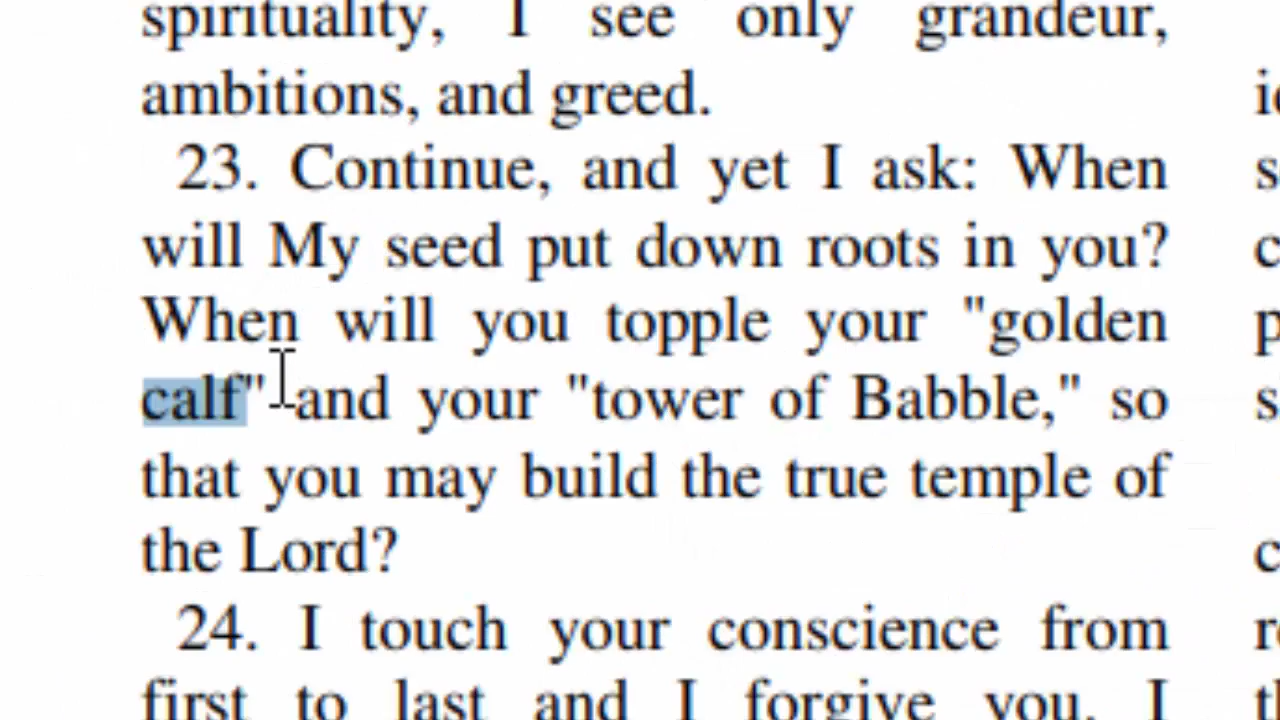 spirituality, I see only grandeur,
ambitions, and greed.
23. Continue, and yet I ask: When
will My seed put down roots in you?
When will you topple your "golden
calf" and your "tower of Babble," so
that you may build the true temple of
the Lord?
24. I touch your conscience from
first to last and I forgive you. I